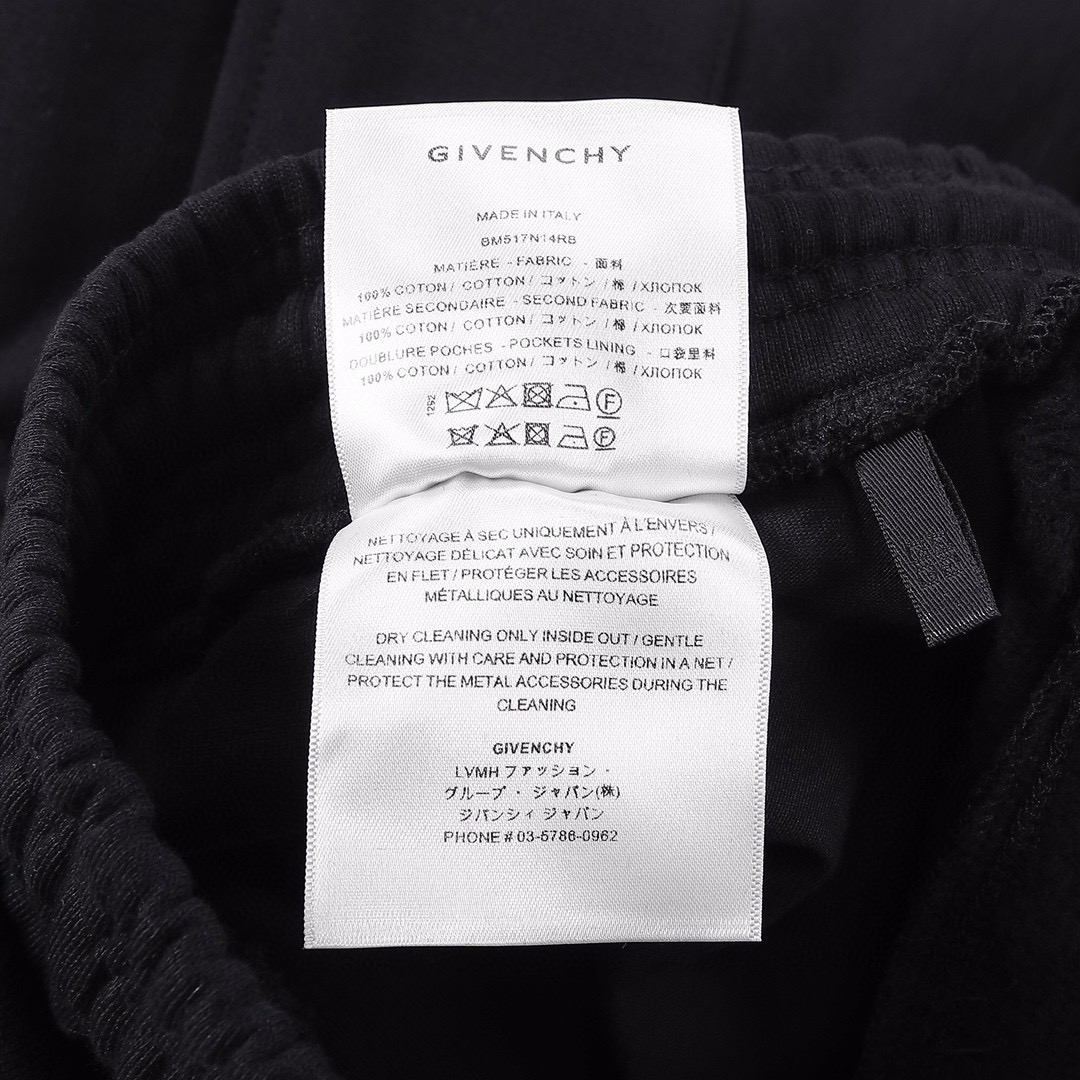 GIVENCHY
MADE IN ITALY
BM517N14RB
MATIÈRE - FABRIC - 面料
100% COTON / COTTON / コットン / 棉 / ХЛОПОК
MATIÈRE SECONDAIRE - SECOND FABRIC - 次要面料
100% COTON / COTTON / コットン / 棉 / ХЛОПОК
DOUBLURE POCHES - POCKETS LINING - 口袋里料
100% COTON / COTTON / コットン / 棉 / ХЛОПОК
1262
F
F
NETTOYAGE À SEC UNIQUEMENT À L'ENVERS /
NETTOYAGE DÉLICAT AVEC SOIN ET PROTECTION
EN FLET / PROTÉGER LES ACCESSOIRES
MÉTALLIQUES AU NETTOYAGE
DRY CLEANING ONLY INSIDE OUT / GENTLE
CLEANING WITH CARE AND PROTECTION IN A NET /
PROTECT THE METAL ACCESSORIES DURING THE
CLEANING
GIVENCHY
LVMH ファッション・
グループ・ジャパン(株)
ジバンシィ ジャパン
PHONE # 03-5786-0962